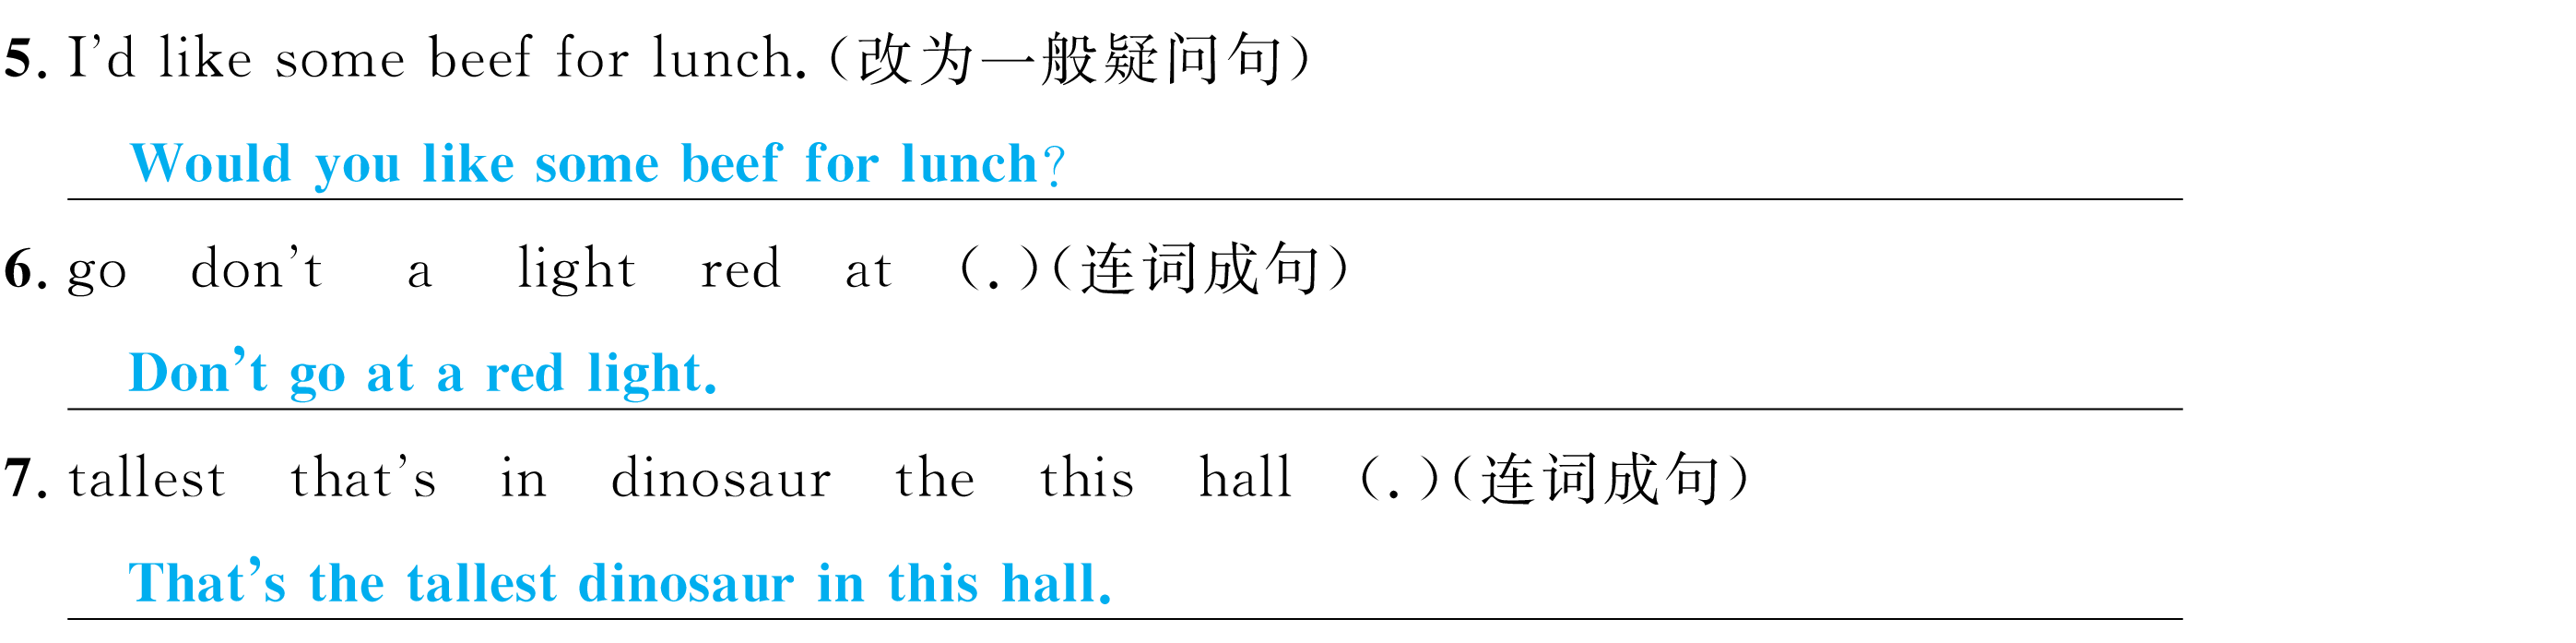 5. I’d like some beef for lunch.(改为一般疑问句)
Would you like some beef for lunch?
6. go don’t a light red at (.)(连词成句)
Don’t go at a red light.
7. tallest that’s in dinosaur the this hall (.)(连词成句)
That’s the tallest dinosaur in this hall.